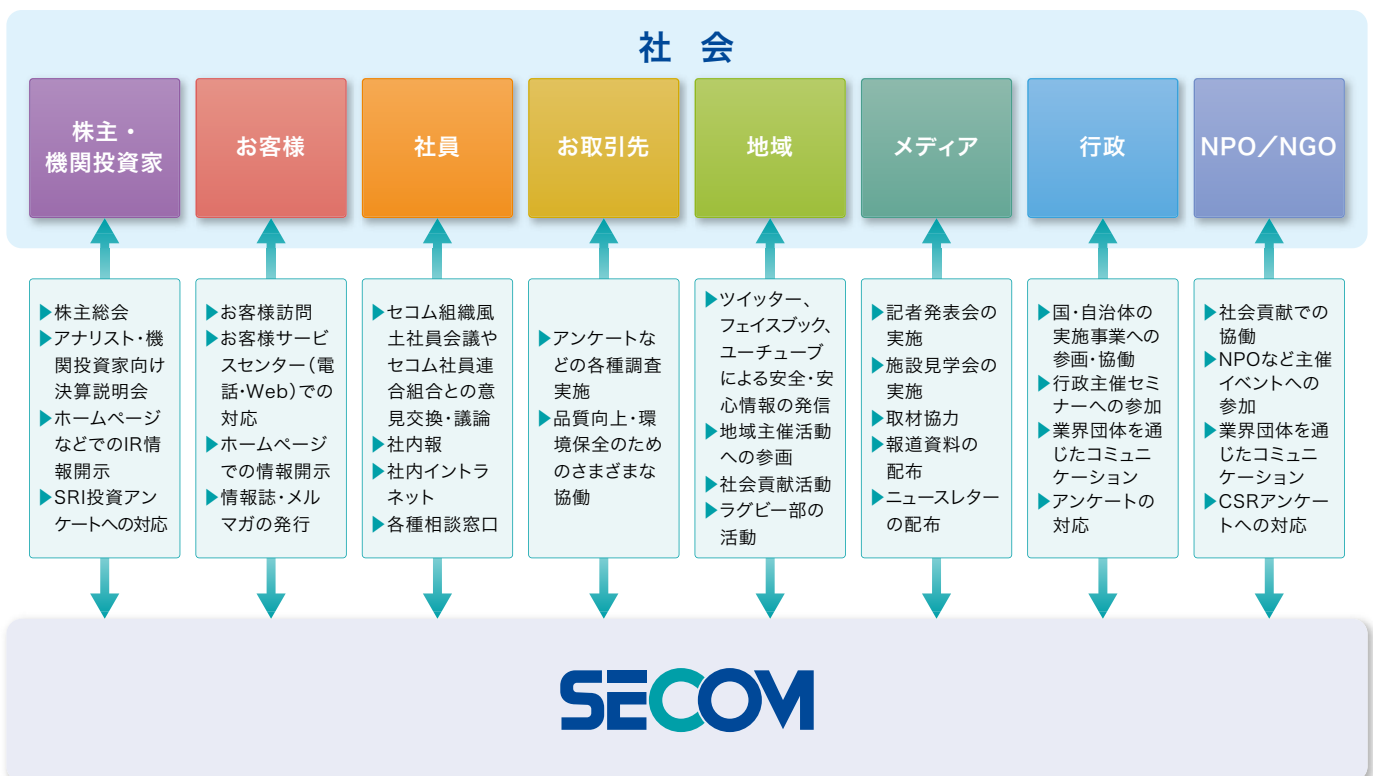 社 会
株主・
機関投資家
お客様
社員
お取引先
地域
メディア
行政
NPO／NGO
▶株主総会
▶アナリスト・機
関投資家向け
決算説明会
▶ホームページ
などでのIR情
報開示
▶SRI投資アン
ケートへの対応
▶お客様訪問
▶お客様サービ
スセンター（電
話・Web）での
対応
▶ホームページ
での情報開示
▶情報誌・メル
マガの発行
▶セコム組織風
土社員会議や
セコム社員連
合組合との意
見交換・議論
▶社内報
▶社内イントラ
ネット
▶各種相談窓口
▶アンケートな
どの各種調査
実施
▶品質向上・環
境保全のため
のさまざまな
協働
▶ツイッター、
フェイスブック、
ユーチューブ
による安全・安
心情報の発信
▶地域主催活動
への参画
▶社会貢献活動
▶ラグビー部の
活動
▶記者発表会の
実施
▶施設見学会の
実施
▶取材協力
▶報道資料の
配布
▶ニュースレター
の配布
▶国・自治体の
実施事業への
参画・協働
▶行政主催セミ
ナーへの参加
▶業界団体を通
じたコミュニ
ケーション
▶アンケートの
対応
▶社会貢献での
協働
▶NPOなど主催
イベントへの
参加
▶業界団体を通
じたコミュニ
ケーション
▶CSRアンケー
トへの対応
SECOM